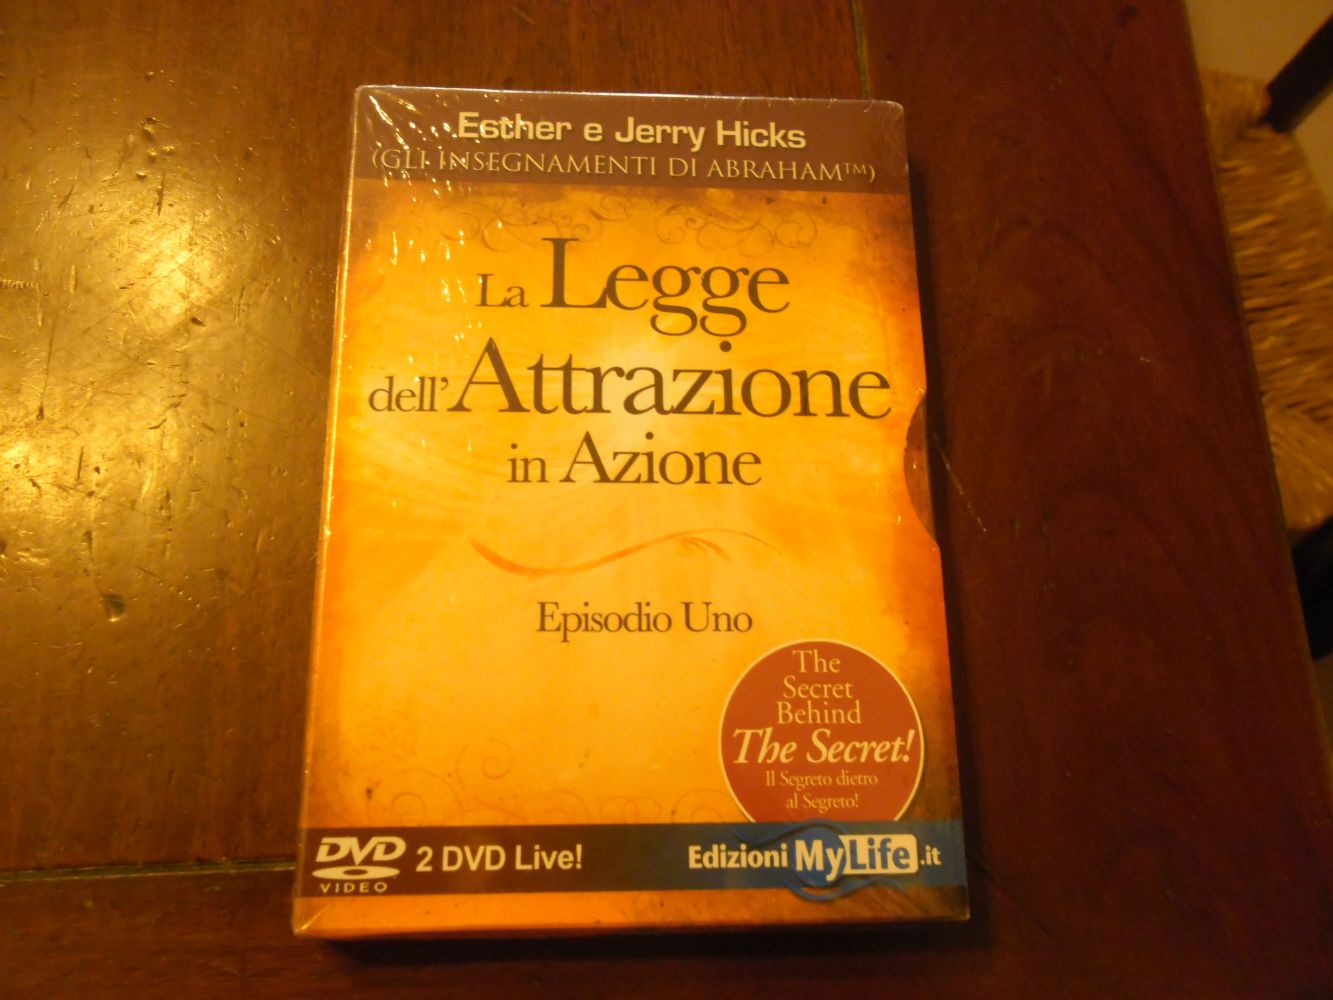 Esther e Jerry Hicks
(GLI INSEGNAMENTI DI ABRAHAM™)
La Legge
dell'Attrazione
in Azione
Episodio Uno
The
Secret
Behind
The Secret!
Il Segreto dietro
al Segreto!
DVD
VIDEO
2 DVD Live!
Edizioni MyLife.it